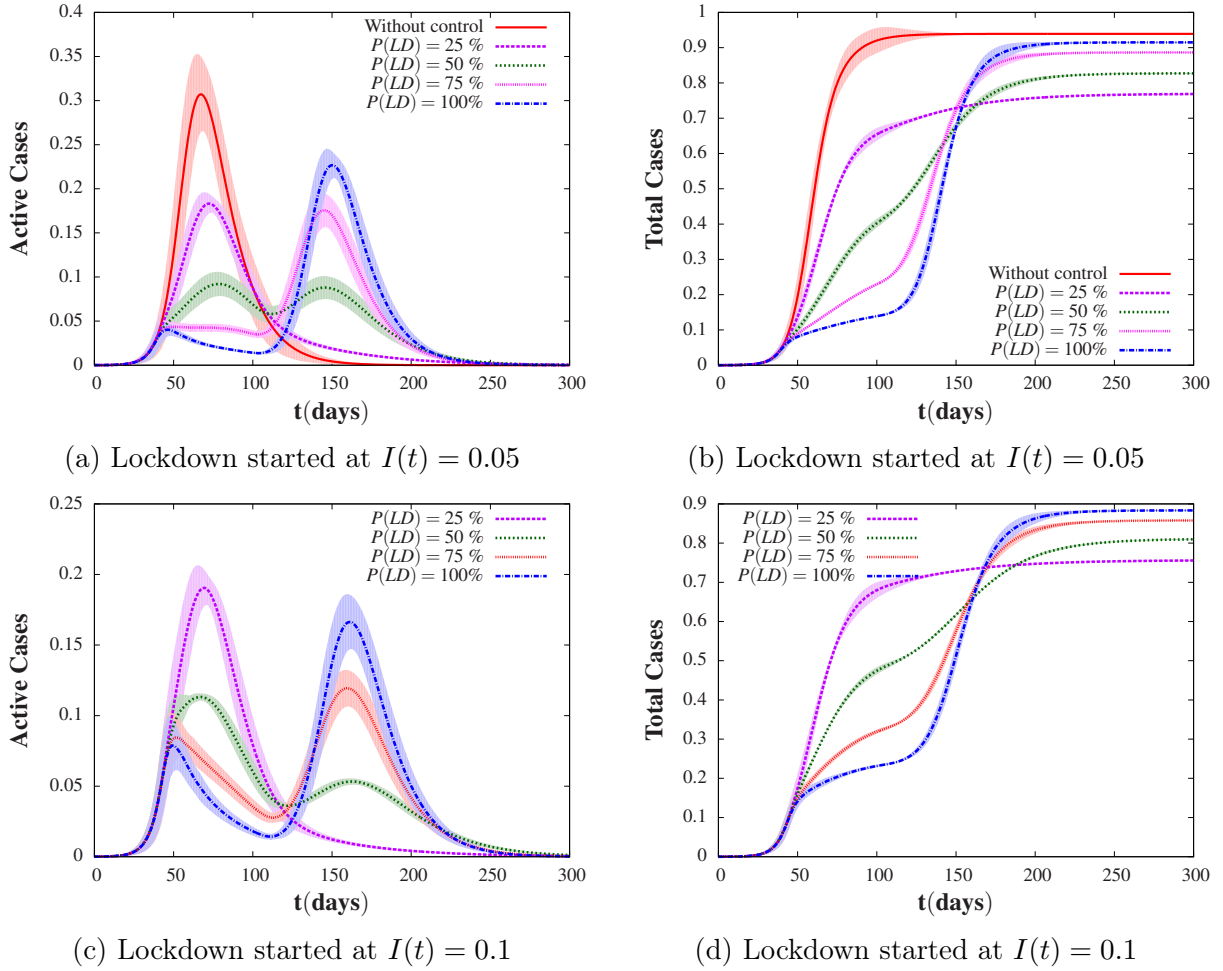 Active Cases
0.4
0.35
0.3
0.25
0.2
0.15
0.1
0.05
0
0 50 100 150 200 250 300
t(days)
Without control
P(LD) = 25 %
P(LD) = 50 %
P(LD) = 75 %
P(LD) = 100%
(a) Lockdown started at I(t) = 0.05
Total Cases
1
0.9
0.8
0.7
0.6
0.5
0.4
0.3
0.2
0.1
0
0 50 100 150 200 250 300
t(days)
Without control
P(LD) = 25 %
P(LD) = 50 %
P(LD) = 75 %
P(LD) = 100%
(b) Lockdown started at I(t) = 0.05
Active Cases
0.25
0.2
0.15
0.1
0.05
0
0 50 100 150 200 250 300
t(days)
P(LD) = 25 %
P(LD) = 50 %
P(LD) = 75 %
P(LD) = 100%
(c) Lockdown started at I(t) = 0.1
Total Cases
0.9
0.8
0.7
0.6
0.5
0.4
0.3
0.2
0.1
0
0 50 100 150 200 250 300
t(days)
P(LD) = 25 %
P(LD) = 50 %
P(LD) = 75 %
P(LD) = 100%
(d) Lockdown started at I(t) = 0.1